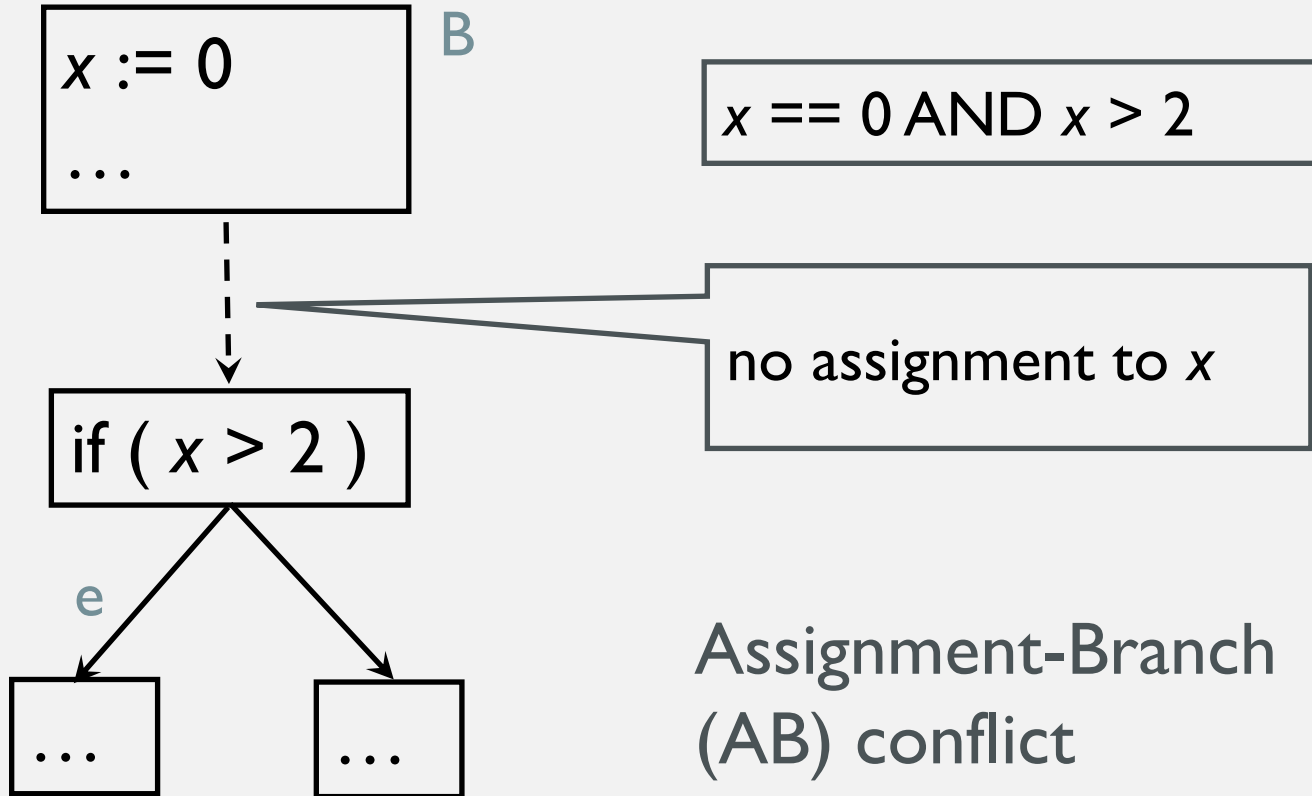 x := 0
…
B
x == 0 AND x > 2
no assignment to x
if ( x > 2 )
e
…
…
Assignment-Branch
(AB) conflict